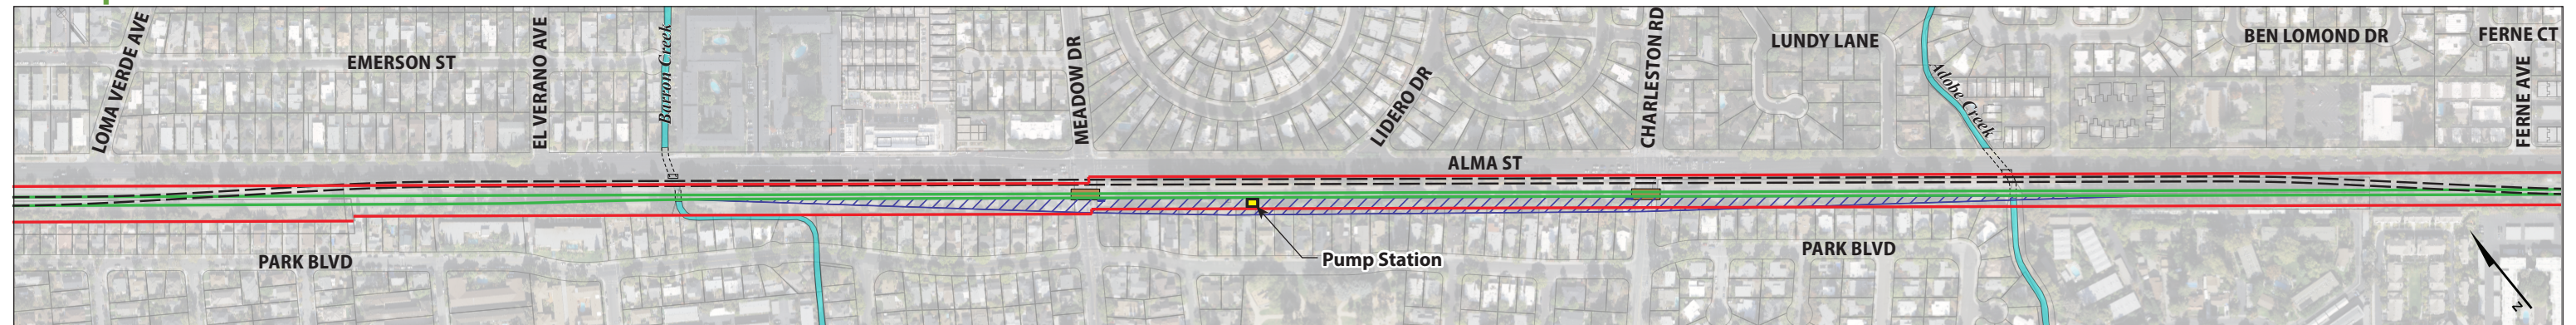 LOMA VERDE AVE
EMERSON ST
EL VERANO AVE
Barron Creek
MEADOW DR
LIDERO DR
CHARLESTON RD
LUNDY LANE
Adobe Creek
BEN LOMOND DR
FERNE CT
FERNE AVE
ALMA ST
PARK BLVD
Pump Station
PARK BLVD
N